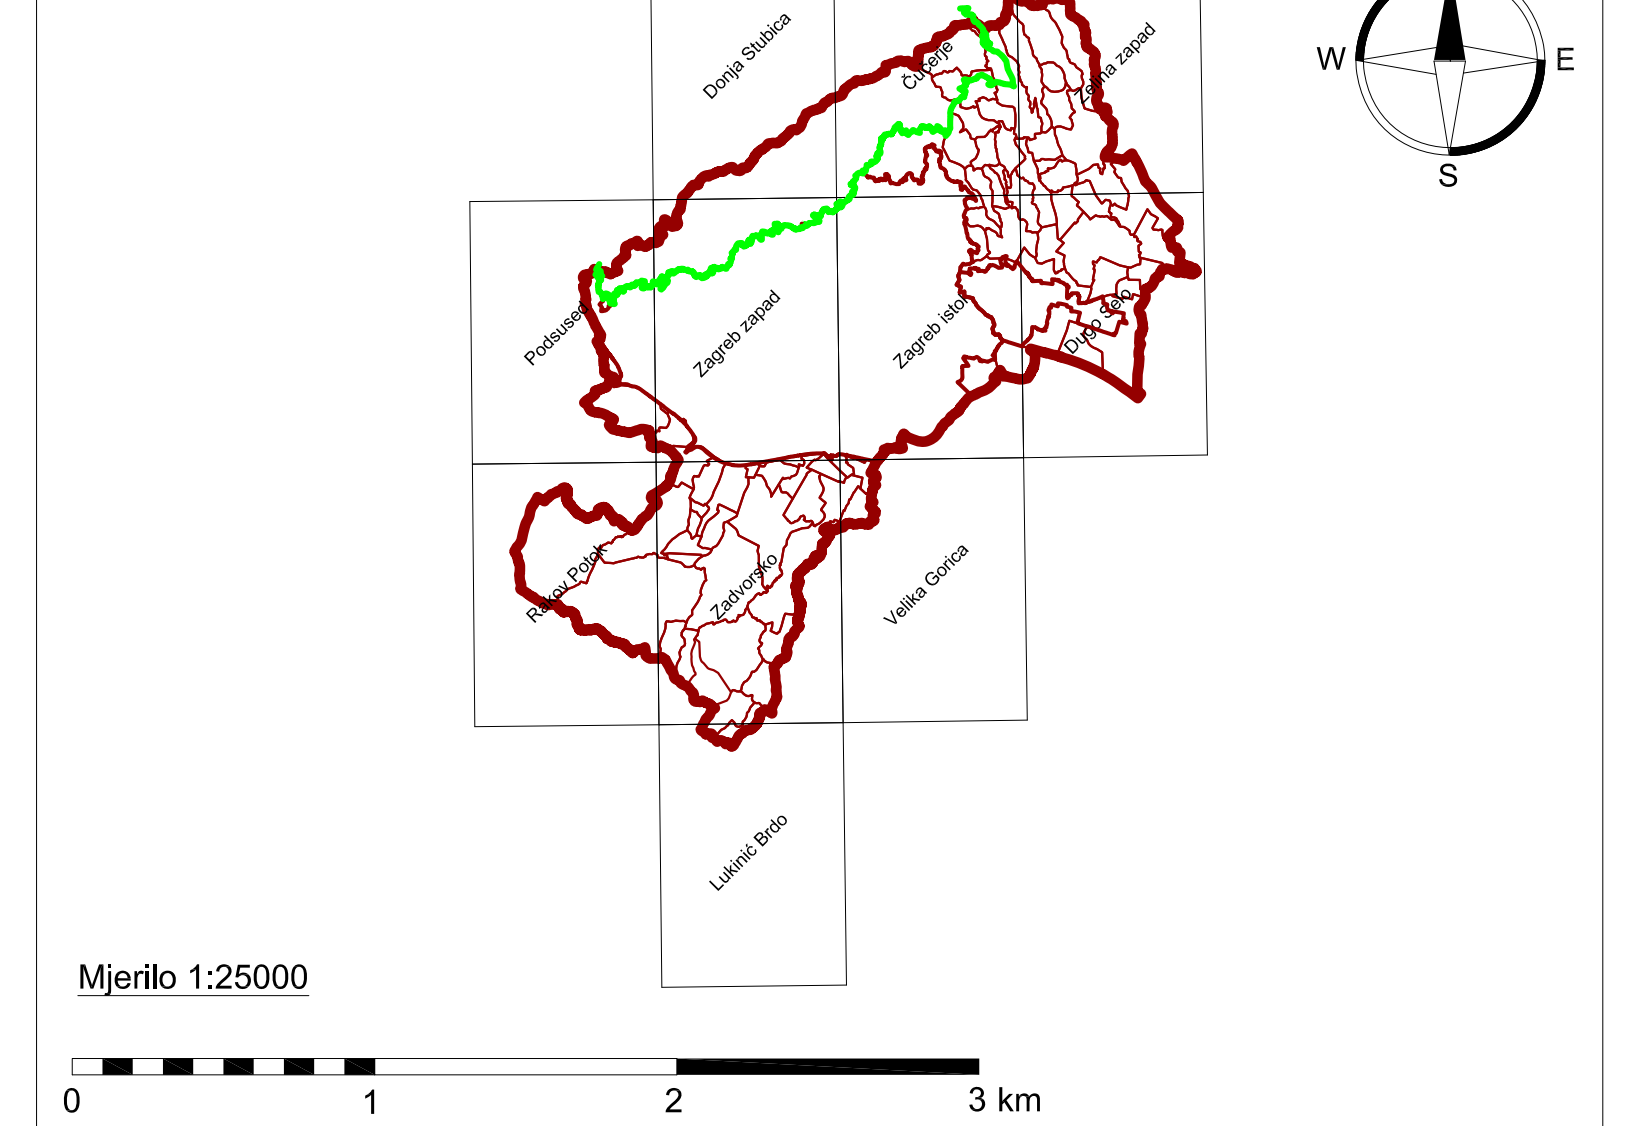 Donja Stubica
Čučerje
Zelina zapad
W
E
S
Podsused
Zagreb zapad
Zagreb istok
Dugo Selo
Rakov Potok
Zadvorsko
Velika Gorica
Lukinić Brdo
Mjerilo 1:25000
0
1
2
3 km